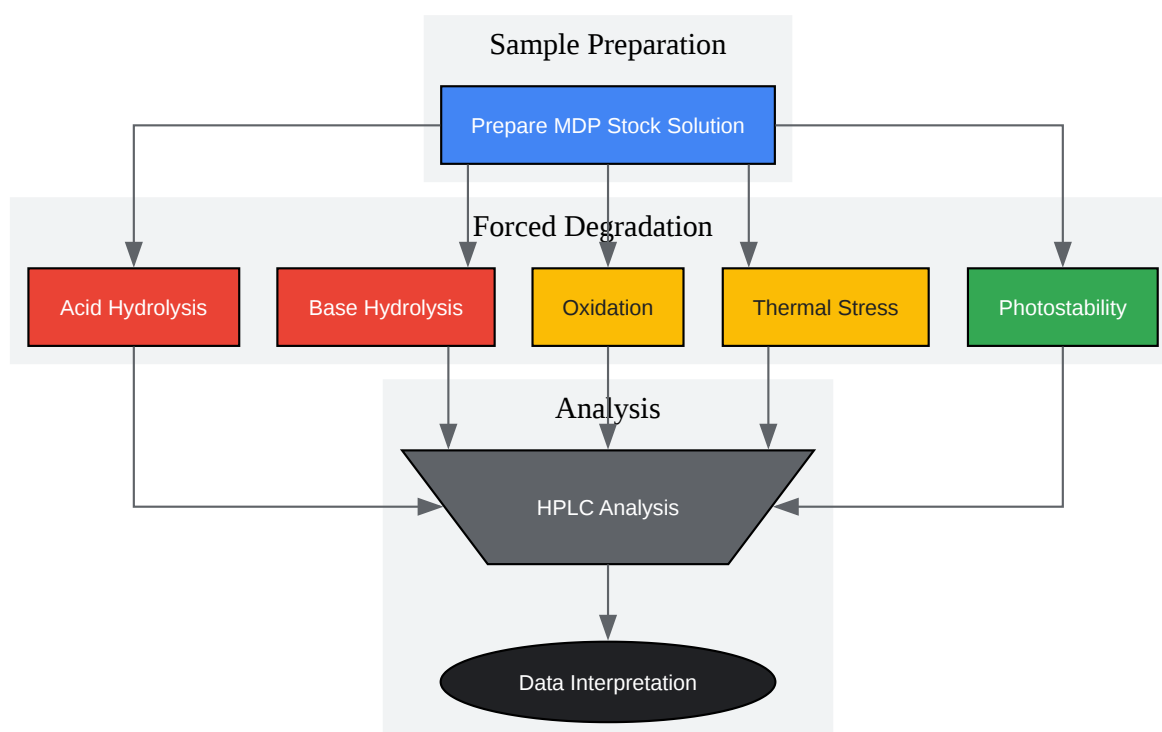 Sample Preparation
Prepare MDP Stock Solution
Forced Degradation
Acid Hydrolysis
Base Hydrolysis
Oxidation
Thermal Stress
Photostability
Analysis
HPLC Analysis
Data Interpretation